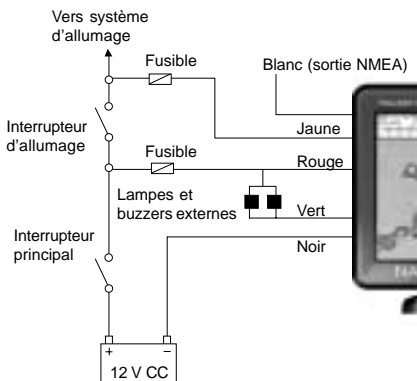 Vers système
d'allumage
Fusible
Blanc (sortie NMEA)
Jaune
Interrupteur
d'allumage
Fusible
Rouge
Lampes et
buzzers externes
Vert
Noir
Interrupteur
principal
+ –
12 V CC